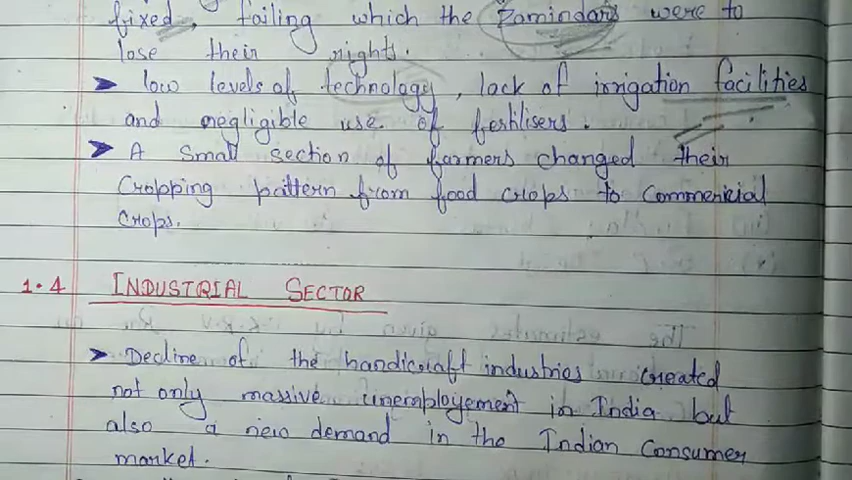 fixed, failing which the Zamindars were to
lose their rights.
➤ low levels of technology, lack of irrigation facilities
and negligible use of fertilisers.
➤ A Small section of farmers changed their
Cropping pattern from food crops to commercial
Crops.
1.4 INDUSTRIAL SECTOR
➤ Decline of the handicraft industries created
not only massive unemployement in India but
also a new demand in the Indian Consumer
market.